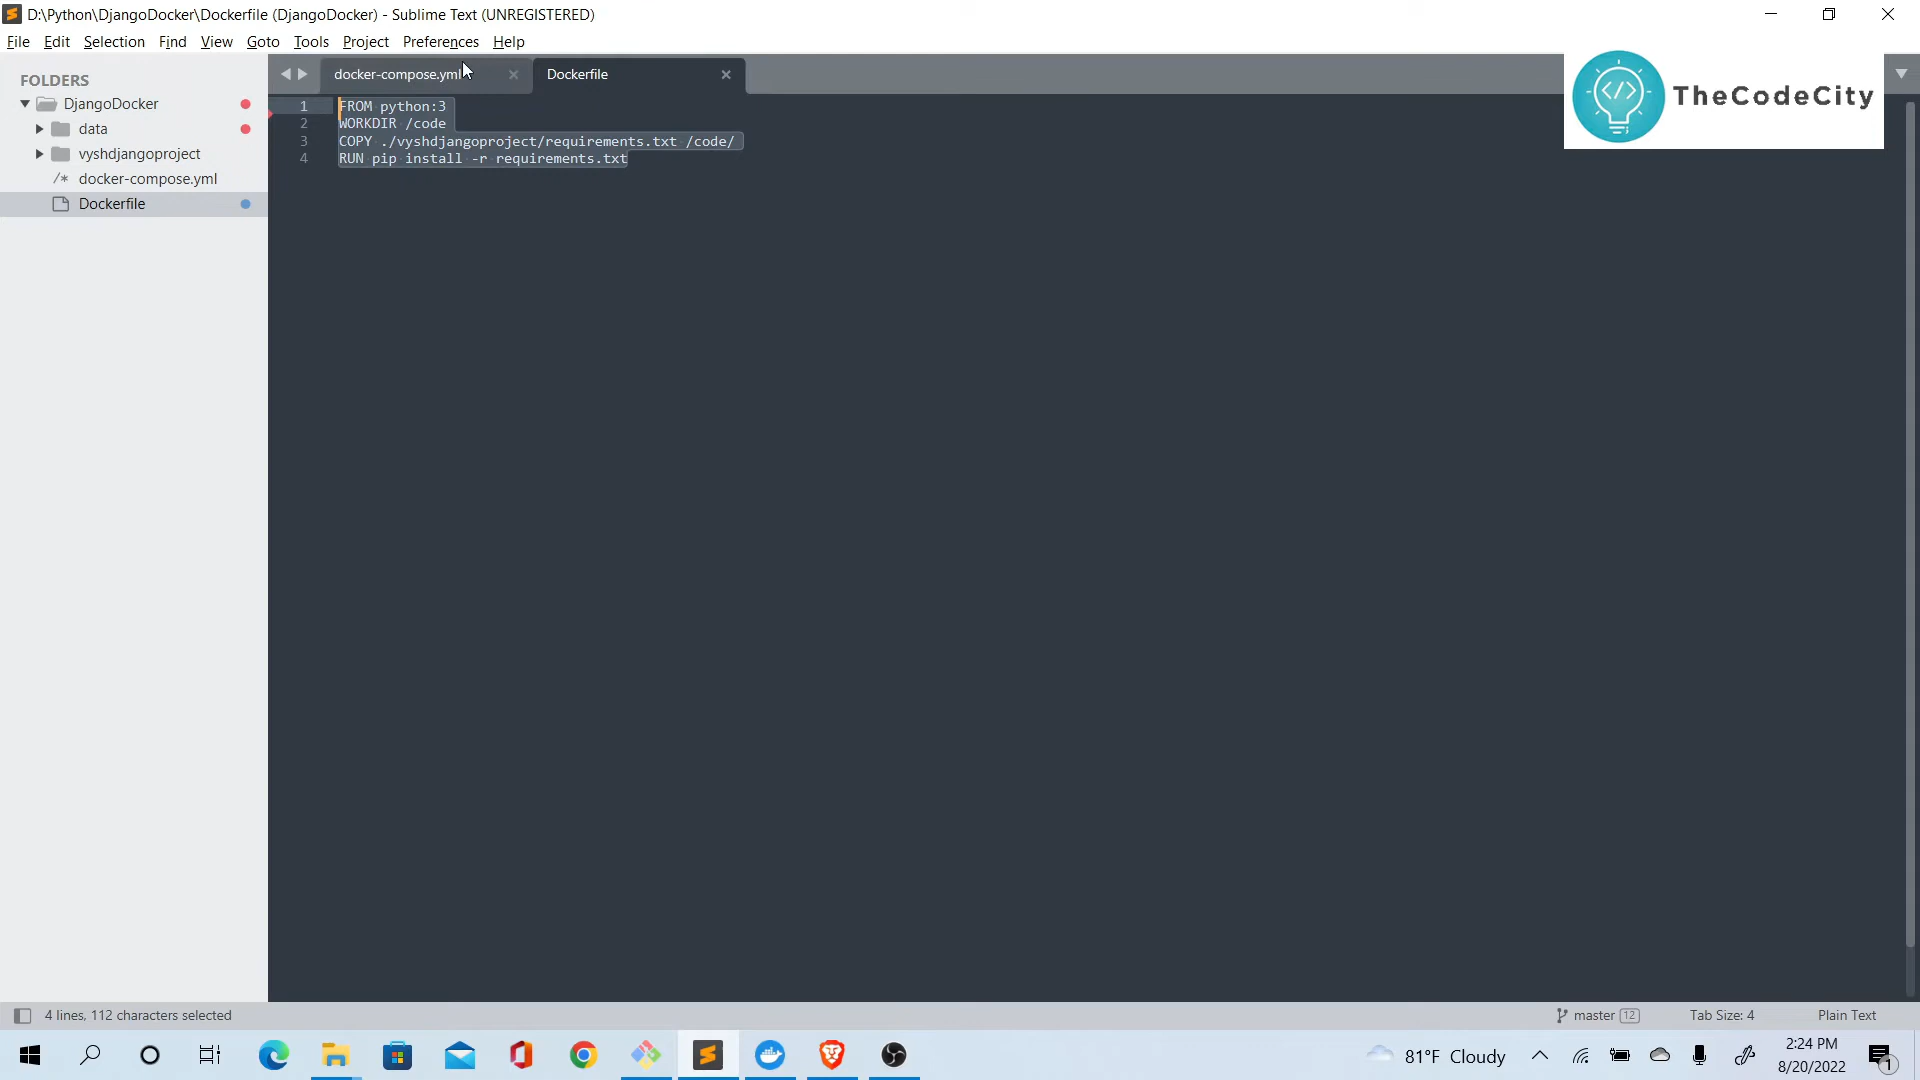 D:\Python\DjangoDocker\Dockerfile (DjangoDocker) - Sublime Text (UNREGISTERED)
File Edit Selection Find View Goto Tools Project Preferences Help
FOLDERS
DjangoDocker
data
vyshdjangoproject
docker-compose.yml
Dockerfile
docker-compose.yml
Dockerfile
1 FROM python:3
2 WORKDIR /code
3 COPY ./vyshdjangoproject/requirements.txt /code/
4 RUN pip install -r requirements.txt
TheCodeCity
4 lines, 112 characters selected
master 12
Tab Size: 4
Plain Text
81°F Cloudy
2:24 PM
8/20/2022
1